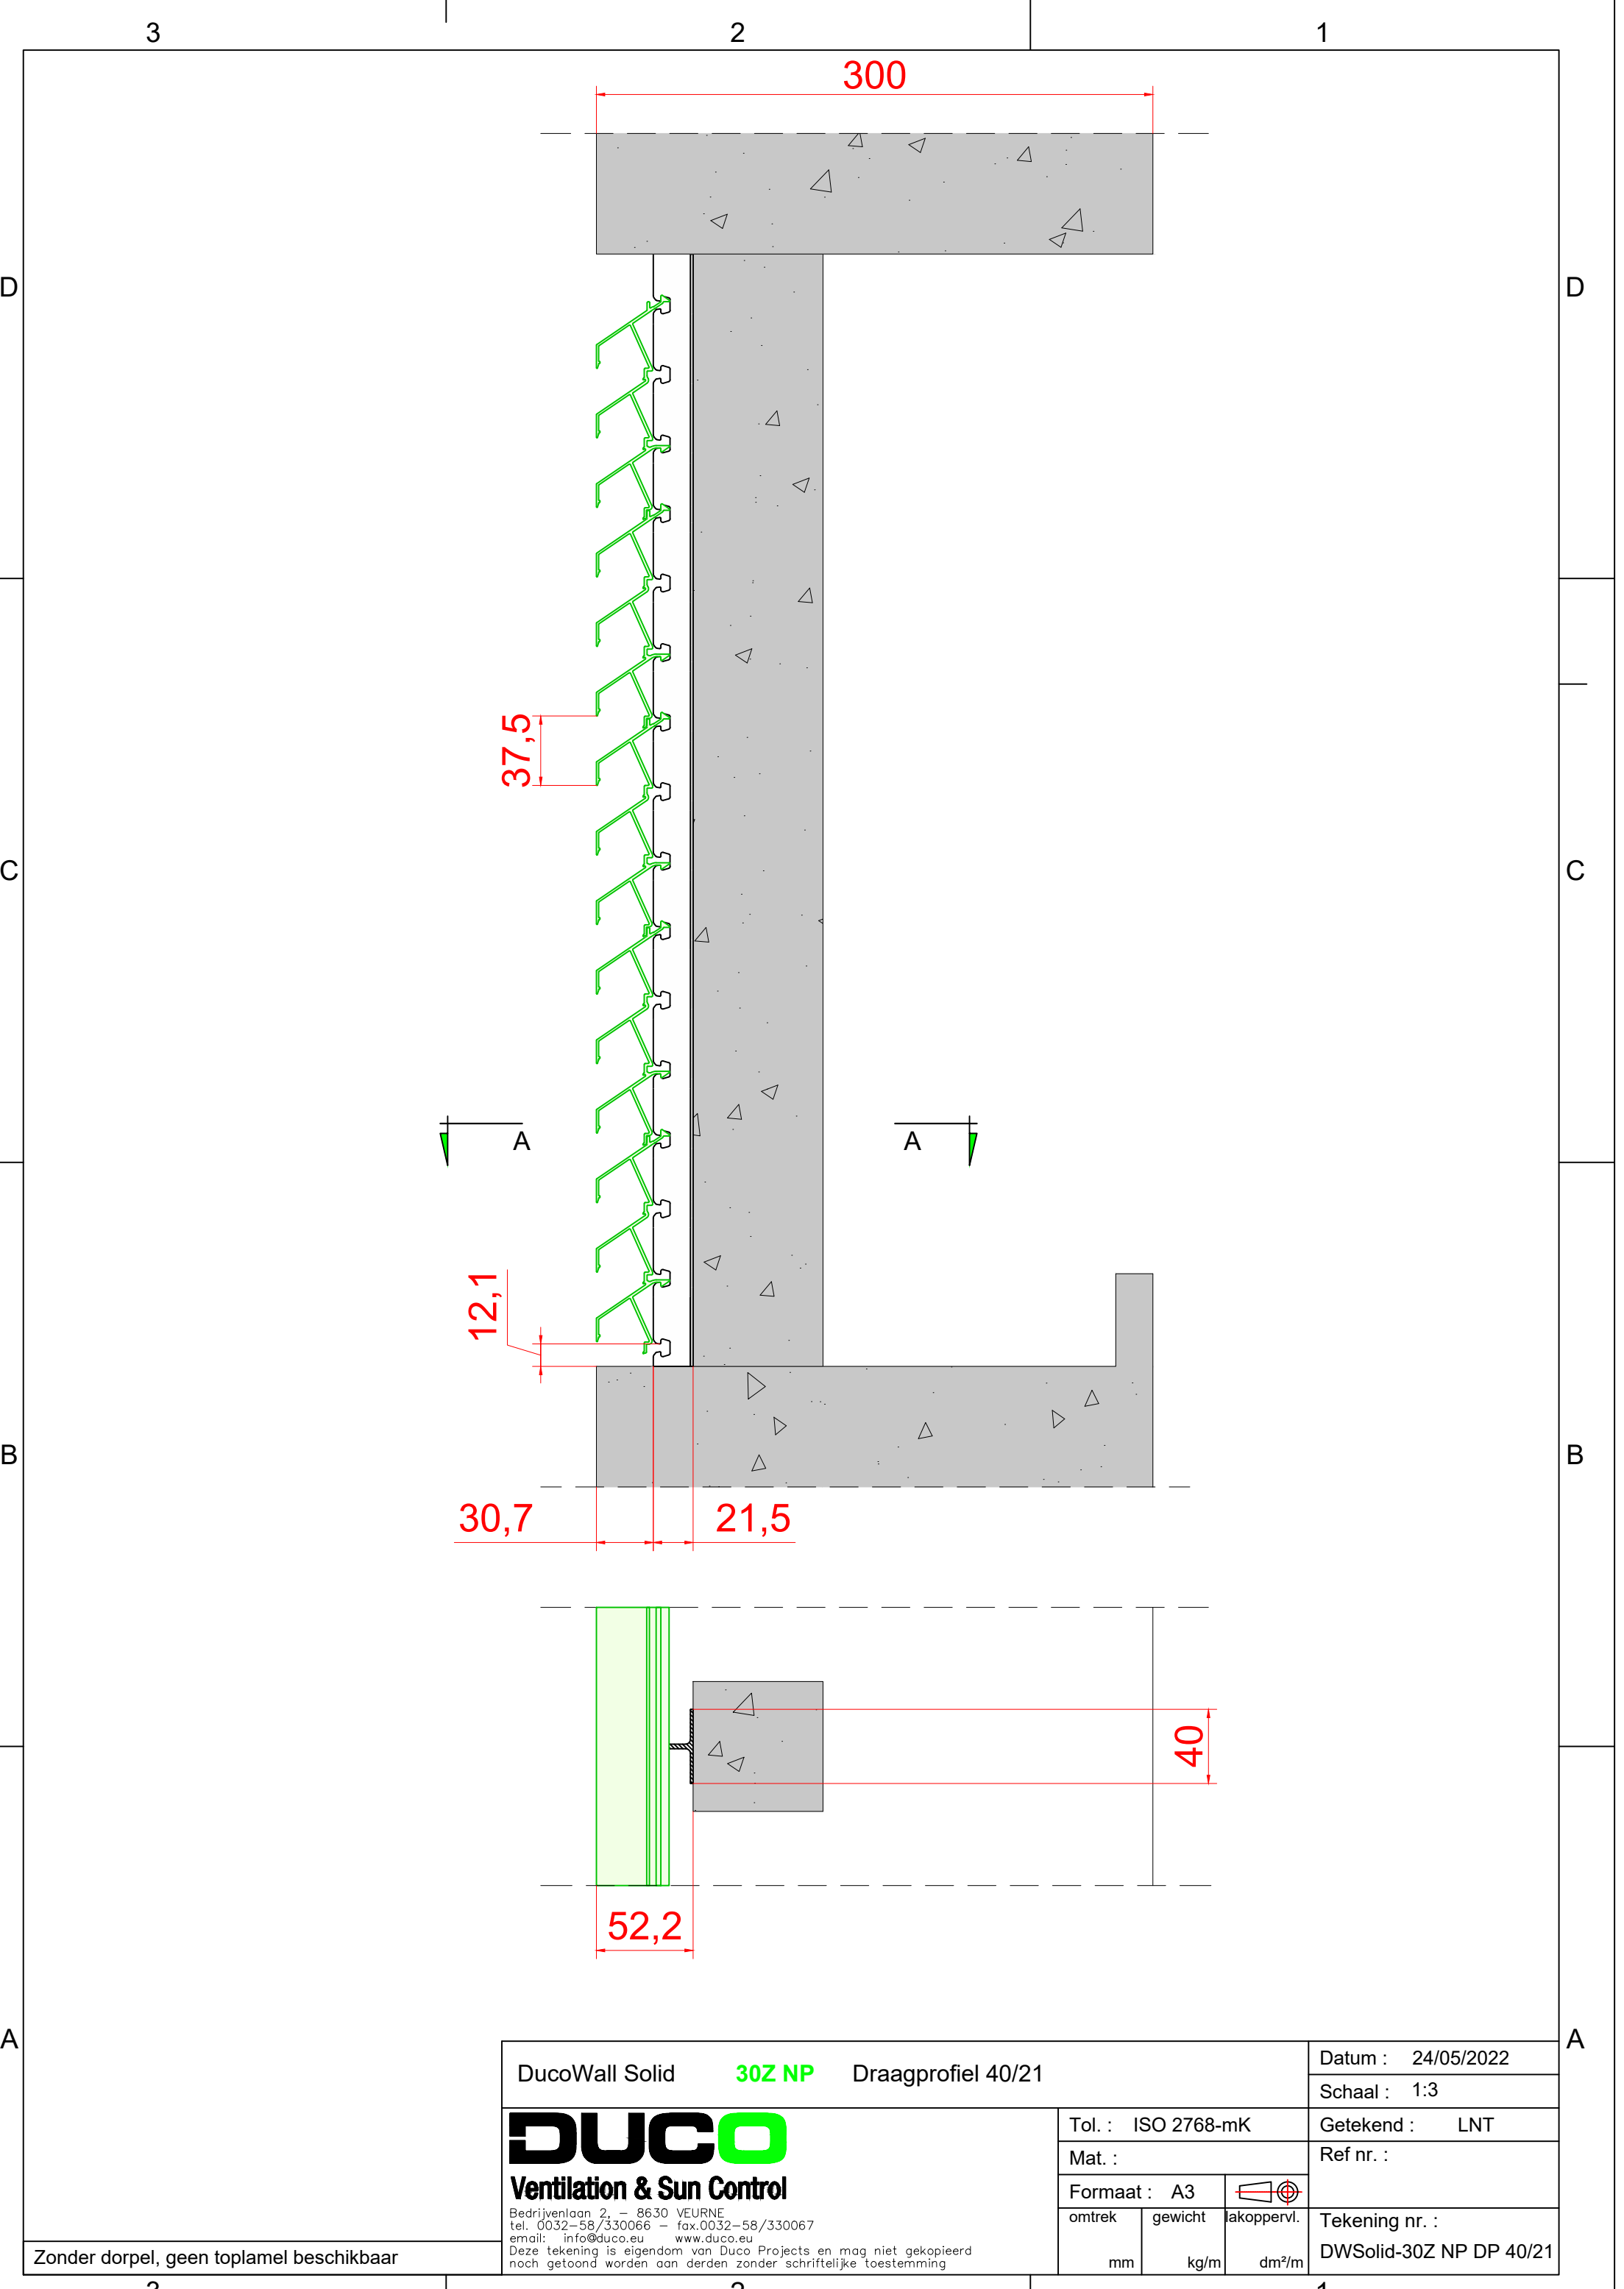 3 2 1
300
D D
37,5
C C
A A
12,1
B B
30,7 21,5
40
52,2
A A
DucoWall Solid 30Z NP Draagprofiel 40/21
Datum : 24/05/2022
Schaal : 1:3
DUCO
Ventilation & Sun Control
Bedrijvenlaan 2, – 8630 VEURNE
tel. 0032–58/330066 – fax.0032–58/330067
email: info@duco.eu www.duco.eu
Deze tekening is eigendom van Duco Projects en mag niet gekopieerd
noch getoond worden aan derden zonder schriftelijke toestemming
Tol. : ISO 2768-mK
Getekend : LNT
Mat. :
Ref nr. :
Formaat : A3
omtrek gewicht lakoppervl.
mm kg/m dm²/m
Tekening nr. :
DWSolid-30Z NP DP 40/21
Zonder dorpel, geen toplamel beschikbaar
3 2 1